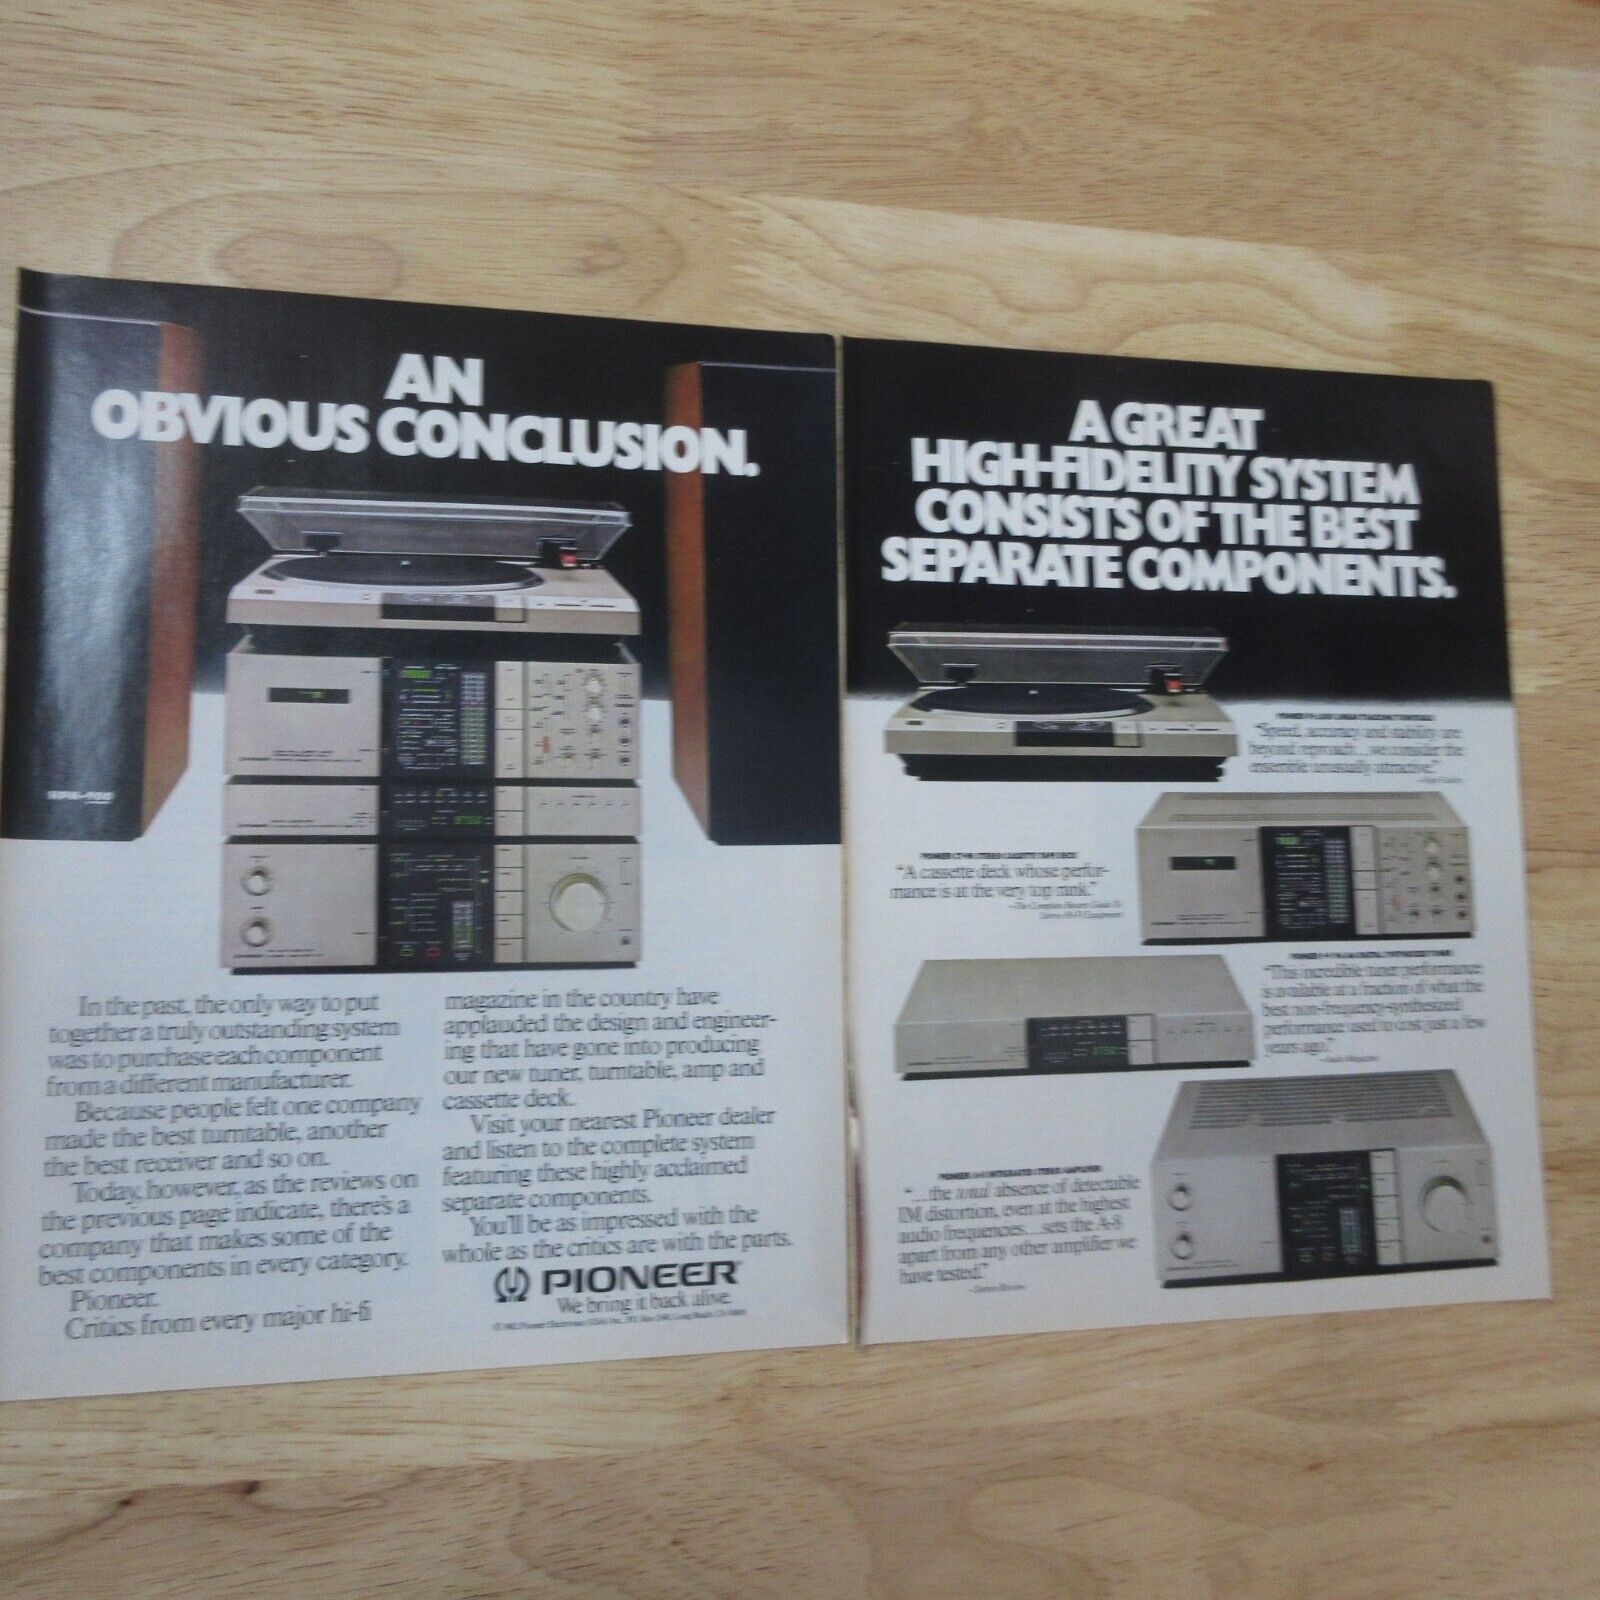 AN
OBVIOUS CONCLUSION.
In the past, the only way to put
together a truly outstanding system
was to purchase each component
from a different manufacturer.
Because people felt one company
made the best turntable, another
the best receiver and so on.
Today, however, as the reviews on
the previous page indicate, there's a
company that makes some of the
best components in every category.
Pioneer.
Critics from every major hi-fi
magazine in the country have
applauded the design and engineer-
ing that have gone into producing
our new tuner, turntable, amp and
cassette deck.
Visit your nearest Pioneer dealer
and listen to the complete system
featuring these highly acclaimed
separate components.
You'll be as impressed with the
whole as the critics are with the parts.
PIONEER
We bring it back alive.
A GREAT
HIGH-FIDELITY SYSTEM
CONSISTS OF THE BEST
SEPARATE COMPONENTS.
"Speed, accuracy and stability are
beyond reproach...we consider the
ensemble unusually attractive."
"A cassette deck whose perfor-
mance is at the very top rank."
"This incredible tuner performance
is available at a fraction of what the
best non-frequency-synthesized
performance used to cost just a few
years ago."
PIONEER A-8 INTEGRATED STEREO AMPLIFIER
"...the total absence of detectable
IM distortion, even at the highest
audio frequencies...sets the A-8
apart from any other amplifier we
have tested."